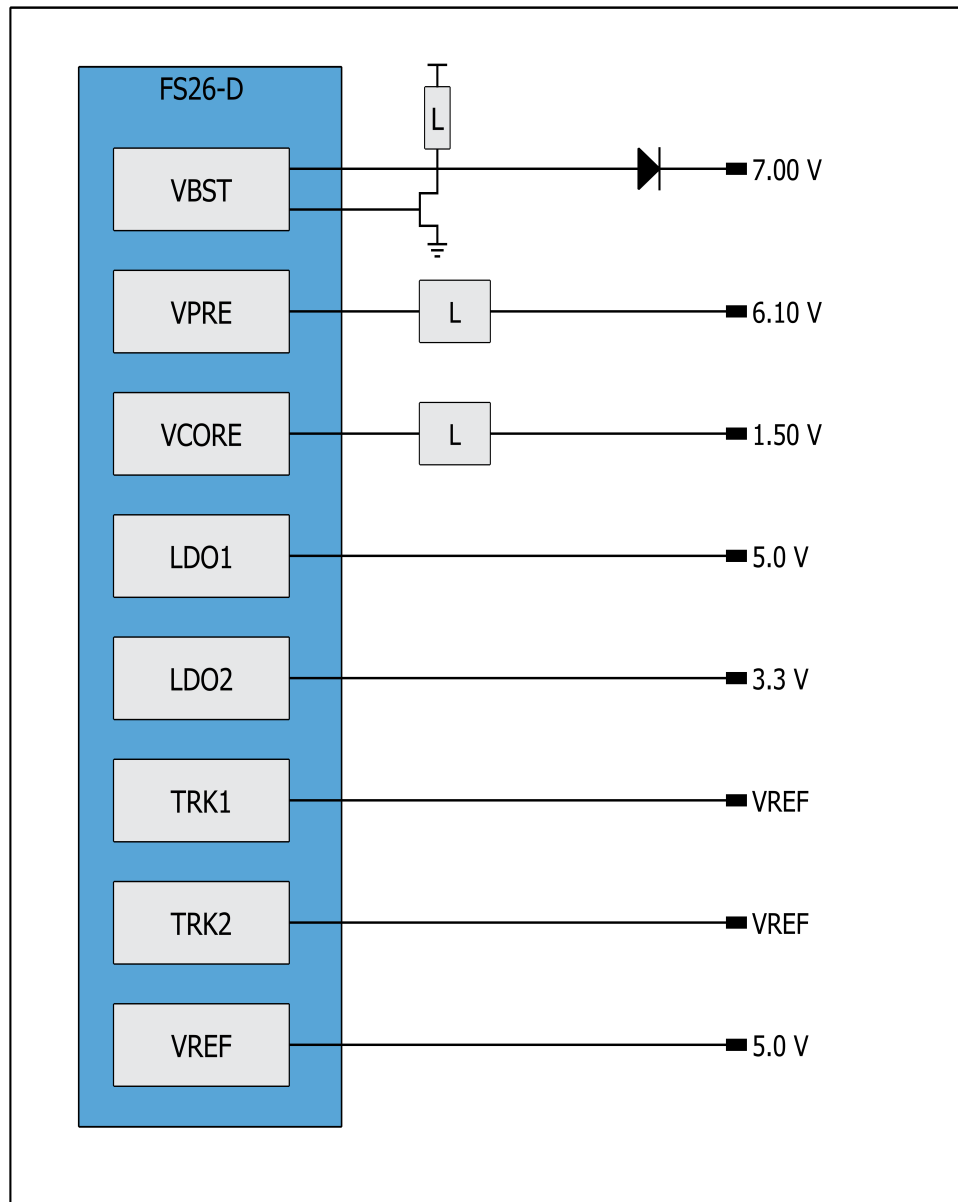 FS26-D
L
VBST
7.00 V
VPRE
L
6.10 V
VCORE
L
1.50 V
LDO1
5.0 V
LDO2
3.3 V
TRK1
VREF
TRK2
VREF
VREF
5.0 V